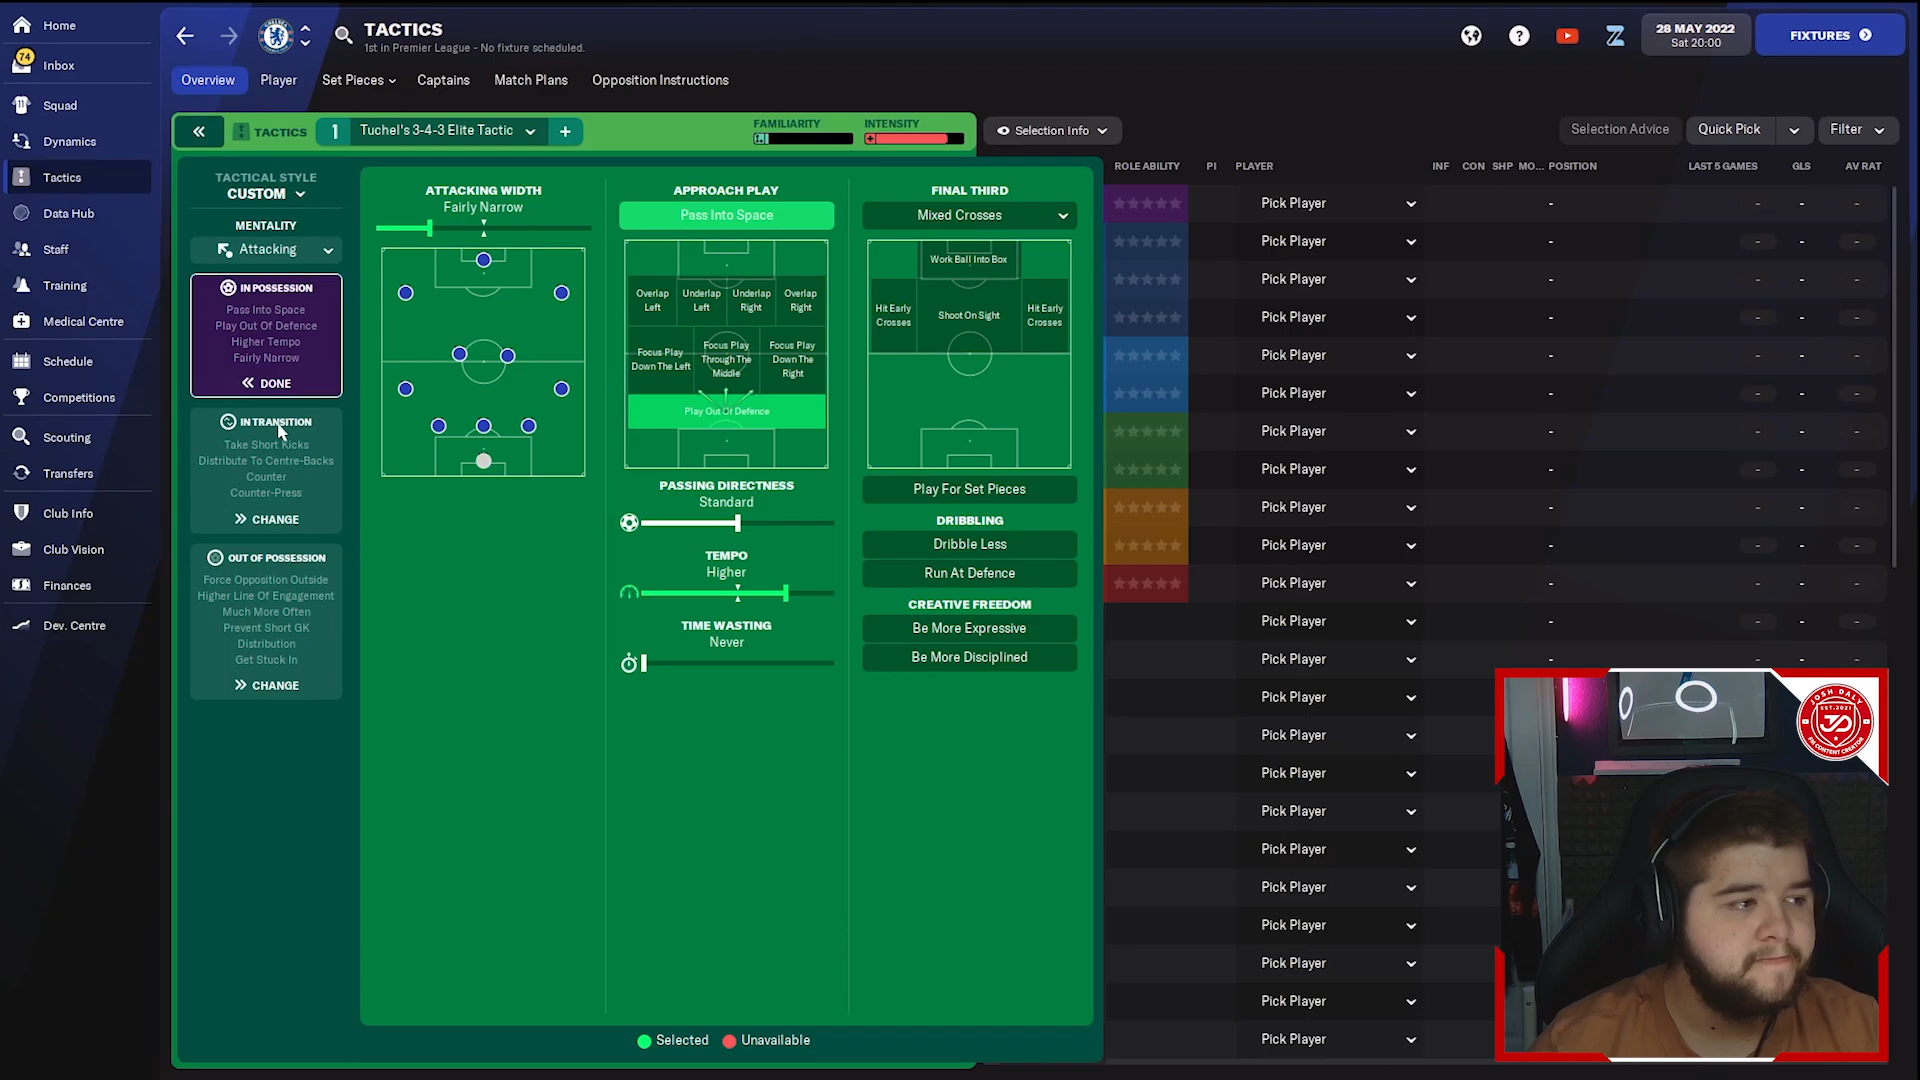 Home
74
Inbox
Squad
Dynamics
Tactics
Data Hub
Staff
Training
Medical Centre
Schedule
Competitions
Scouting
Transfers
Club Info
Club Vision
Finances
Dev. Centre
TACTICS
1st in Premier League - No fixture scheduled.
28 MAY 2022
Sat 20:00
FIXTURES
Overview
Player
Set Pieces
Captains
Match Plans
Opposition Instructions
TACTICS
1
Tuchel's 3-4-3 Elite Tactic
+
FAMILIARITY
INTENSITY
Selection Info
Selection Advice
Quick Pick
Filter
TACTICAL STYLE
CUSTOM
MENTALITY
Attacking
IN POSSESSION
Pass Into Space
Play Out Of Defence
Higher Tempo
Fairly Narrow
DONE
IN TRANSITION
Take Short Kicks
Distribute To Centre-Backs
Counter
Counter-Press
CHANGE
OUT OF POSSESSION
Force Opposition Outside
Higher Line Of Engagement
Much More Often
Prevent Short GK
Distribution
Get Stuck In
CHANGE
ATTACKING WIDTH
Fairly Narrow
APPROACH PLAY
Pass Into Space
Overlap Left
Underlap Left
Underlap Right
Overlap Right
Focus Play Down The Left
Focus Play Through The Middle
Focus Play Down The Right
Play Out Of Defence
PASSING DIRECTNESS
Standard
TEMPO
Higher
TIME WASTING
Never
FINAL THIRD
Mixed Crosses
Work Ball Into Box
Hit Early Crosses
Shoot On Sight
Hit Early Crosses
Play For Set Pieces
DRIBBLING
Dribble Less
Run At Defence
CREATIVE FREEDOM
Be More Expressive
Be More Disciplined
Selected
Unavailable
ROLE ABILITY PI PLAYER INF CON SHP MO... POSITION LAST 5 GAMES GLS AV RAT
Pick Player - - - -
Pick Player - - - -
Pick Player - - - -
Pick Player - - - -
Pick Player - - - -
Pick Player - - - -
Pick Player - - - -
Pick Player - - - -
Pick Player - - - -
Pick Player - - - -
Pick Player - - - -
Pick Player - - - -
Pick Player - - - -
Pick Player
Pick Player
Pick Player
Pick Player
Pick Player
Pick Player
Pick Player
Pick Player
Pick Player
Pick Player
JOSH DALY
EST. 2021
JD
FM CONTENT CREATOR